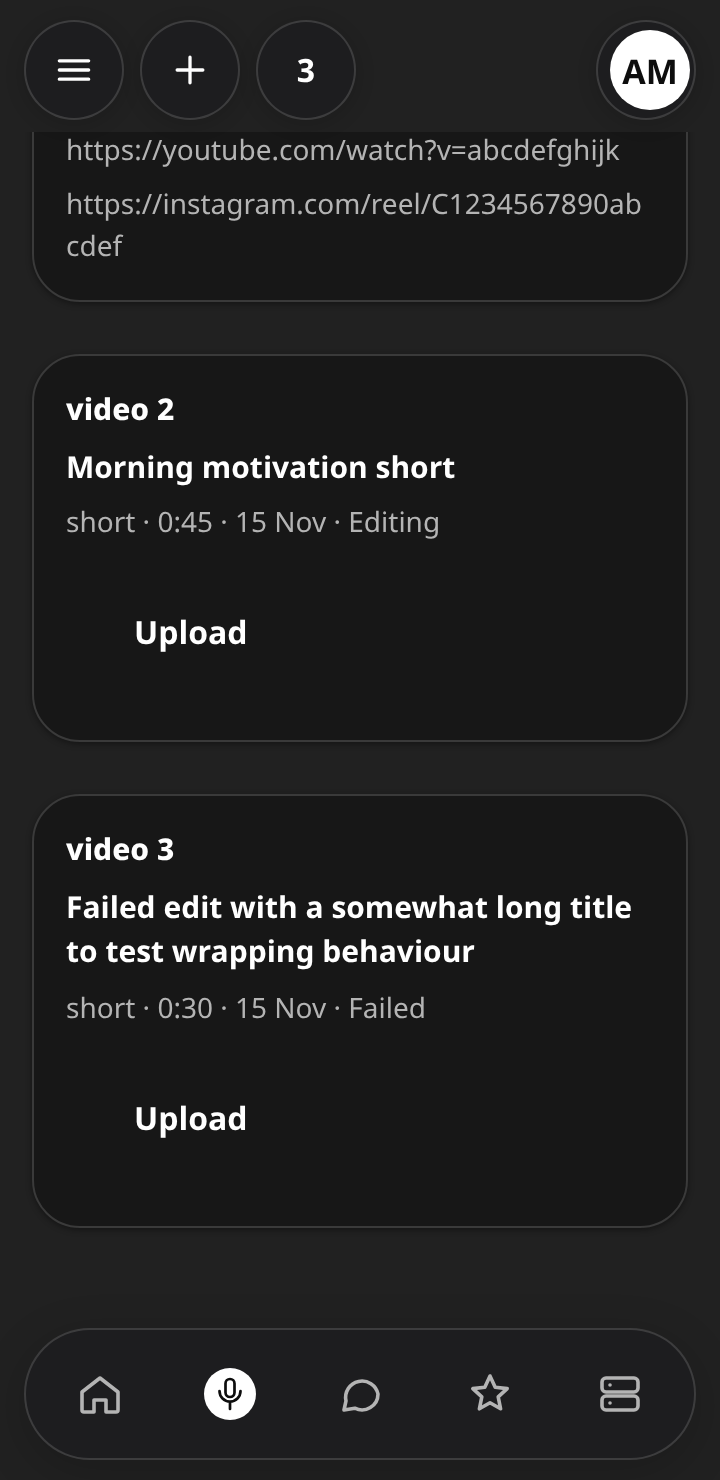 3
AM
https://youtube.com/watch?v=abcdefghijk
https://instagram.com/reel/C1234567890ab
cdef
video 2
Morning motivation short
short · 0:45 · 15 Nov · Editing
Upload
video 3
Failed edit with a somewhat long title
to test wrapping behaviour
short · 0:30 · 15 Nov · Failed
Upload